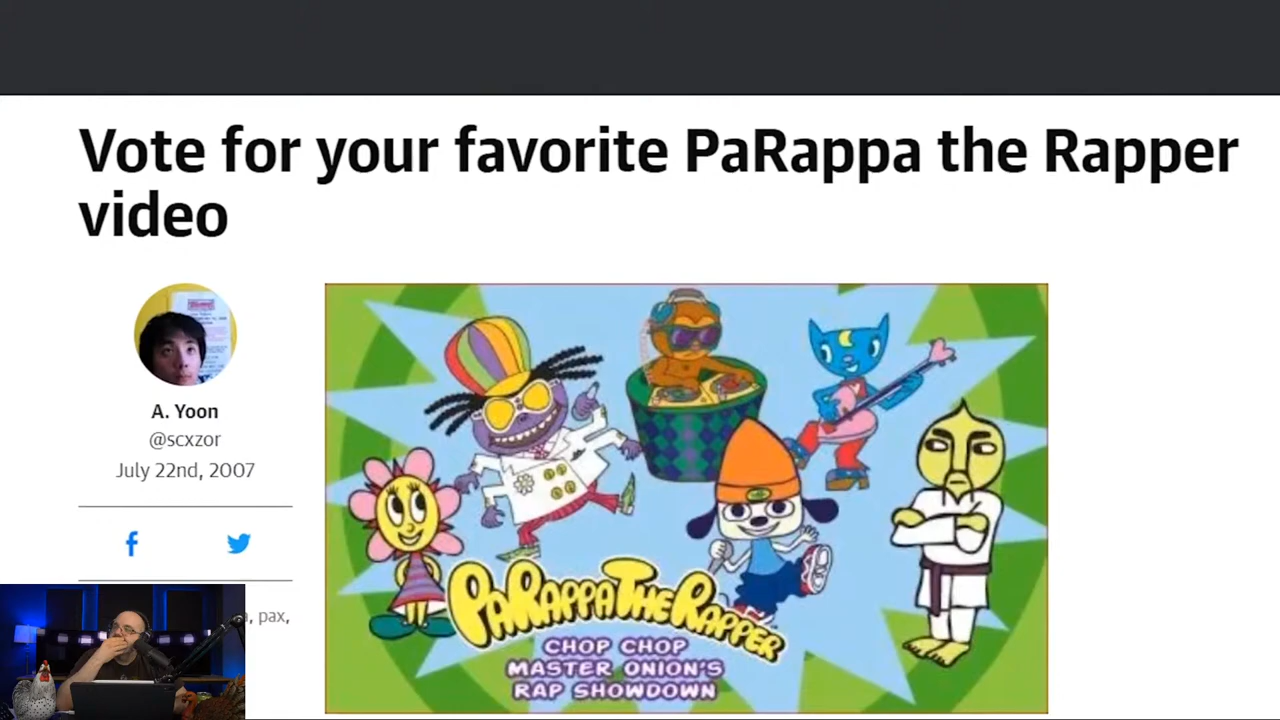 Vote for your favorite PaRappa the Rapper
video
A. Yoon
@scxzor
July 22nd, 2007
pax,
PaRappa The Rapper
CHOP CHOP
MASTER ONION'S
RAP SHOWDOWN